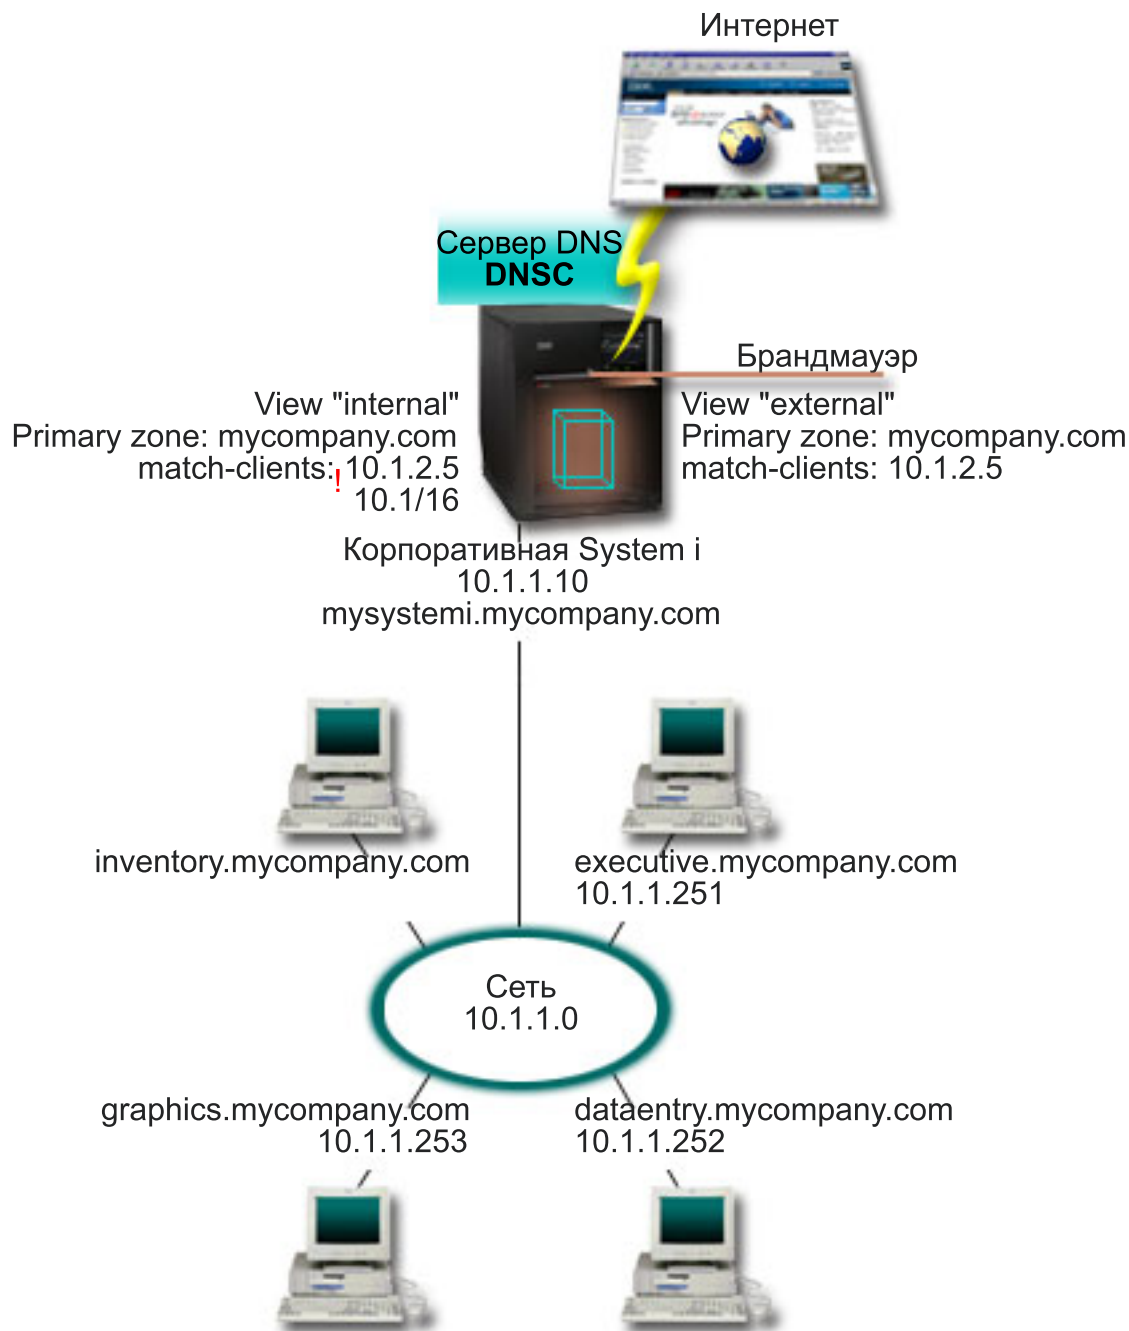 Интернет
Сервер DNS
DNSC
Брандмауэр
View "internal"
Primary zone: mycompany.com
match-clients: 10.1.2.5
! 10.1/16
View "external"
Primary zone: mycompany.com
match-clients: 10.1.2.5
Корпоративная System i
10.1.1.10
mysystemi.mycompany.com
inventory.mycompany.com
executive.mycompany.com
10.1.1.251
Сеть
10.1.1.0
graphics.mycompany.com
10.1.1.253
dataentry.mycompany.com
10.1.1.252